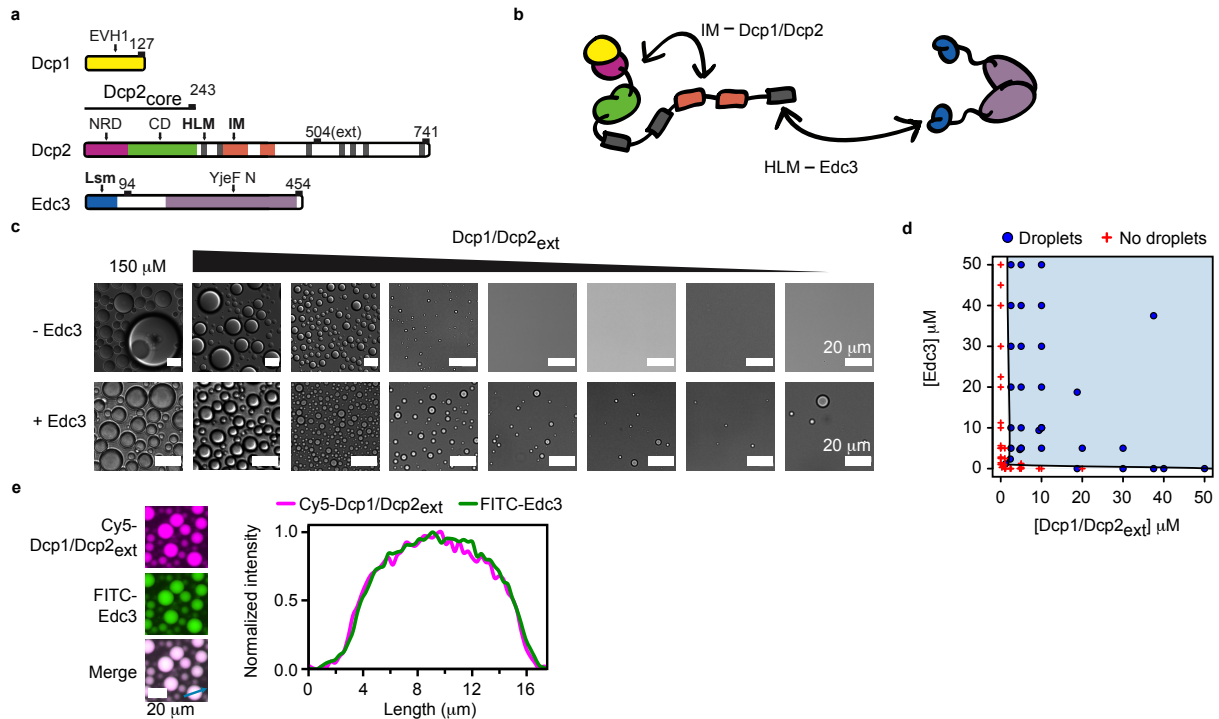 a
EVH1
127
Dcp1
Dcp2core
243
NRD
CD
HLM
IM
504(ext)
741
Dcp2
Lsm
94
YjeF N
454
Edc3
b
IM – Dcp1/Dcp2
HLM – Edc3
c
Dcp1/Dcp2ext
150 μM
- Edc3
20 μm
+ Edc3
20 μm
d
Droplets
No droplets
[Edc3] μM
50
40
30
20
10
0
0 10 20 30 40 50
[Dcp1/Dcp2ext] μM
e
Cy5-
Dcp1/Dcp2ext
FITC-
Edc3
Merge
20 μm
Cy5-Dcp1/Dcp2ext
FITC-Edc3
Normalized intensity
1.0
0.5
0.0
0 4 8 12 16
Length (μm)